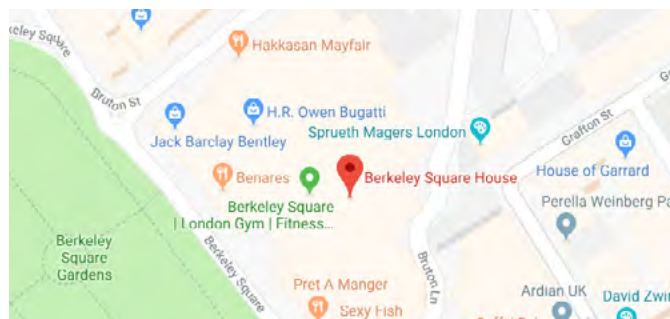 keley Square
Hakkasan Mayfair
Bruton St
H.R. Owen Bugatti
Jack Barclay Bentley
Sprueth Magers London
Grafton St
Gra
House of Garrard
Benares
Berkeley Square House
Berkeley Square
| London Gym | Fitness...
Perella Weinberg Pa
Berkeley
Square
Gardens
Berkeley Square
Bruton Ln
Pret A Manger
Sexy Fish
Ardian UK
David Zwir